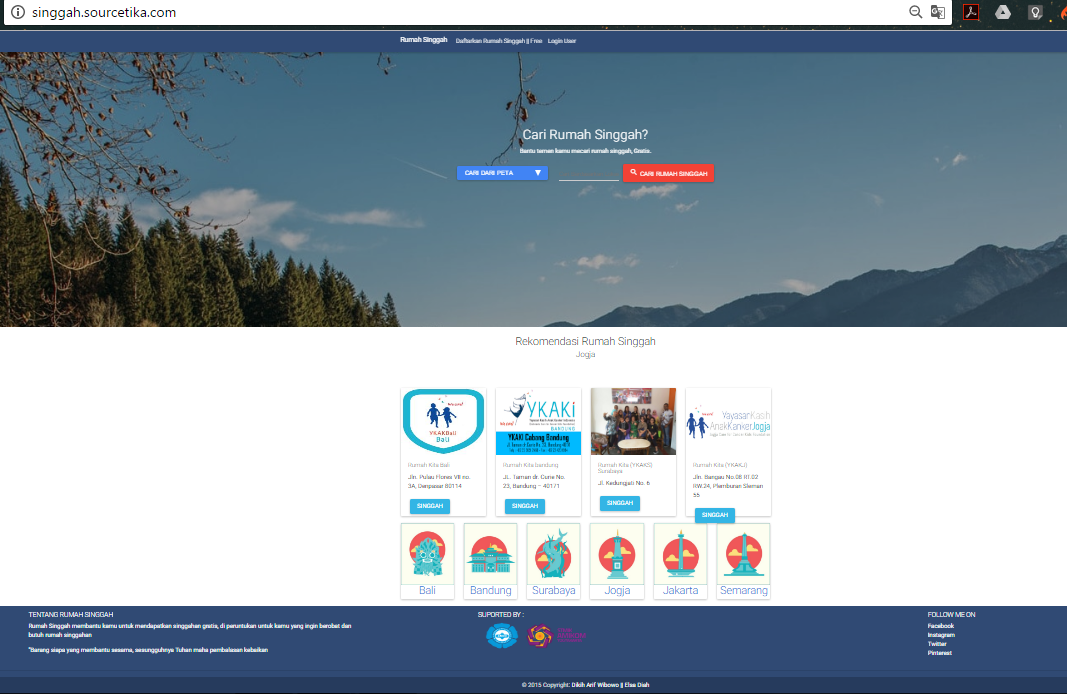 singgah.sourcetika.com
Rumah Singgah Daftarkan Rumah Singgah || Free Login User
Cari Rumah Singgah?
Bantu teman kamu mecari rumah singgah, Gratis.
CARI DARI PETA CARI RUMAH SINGGAH
Rekomendasi Rumah Singgah
Jogja
YKAKBali
Bali
YKAKI
BANDUNG
YKAKI Cabang Bandung
YayasanKasih
AnakKankerJogja
Rumah Kita Bali
Jln. Pulau Flores VII no.
3A, Denpasar 80114
SINGGAH
Rumah Kita bandung
JL. Taman dr. Curie No.
23, Bandung – 40171
SINGGAH
Rumah Kita (YKAKS)
Surabaya
Jl. Kedungjati No. 6
SINGGAH
Rumah Kita (YKAKJ)
Jln. Bangau No.08 Rt.02
RW.24, Plemburan Sleman
55
SINGGAH
Bali
Bandung
Surabaya
Jogja
Jakarta
Semarang
TENTANG RUMAH SINGGAH
Rumah Singgah membantu kamu untuk mendapatkan singgahan gratis, di peruntukan untuk kamu yang ingin berobat dan
butuh rumah singgahan
"Barang siapa yang membantu sesama, sesungguhnya Tuhan maha pembalasan kebaikan
SUPORTED BY :
FOLLOW ME ON
Facebook
Instagram
Twitter
Pinterest
© 2015 Copyright: Dikih Arif Wibowo || Elsa Diah